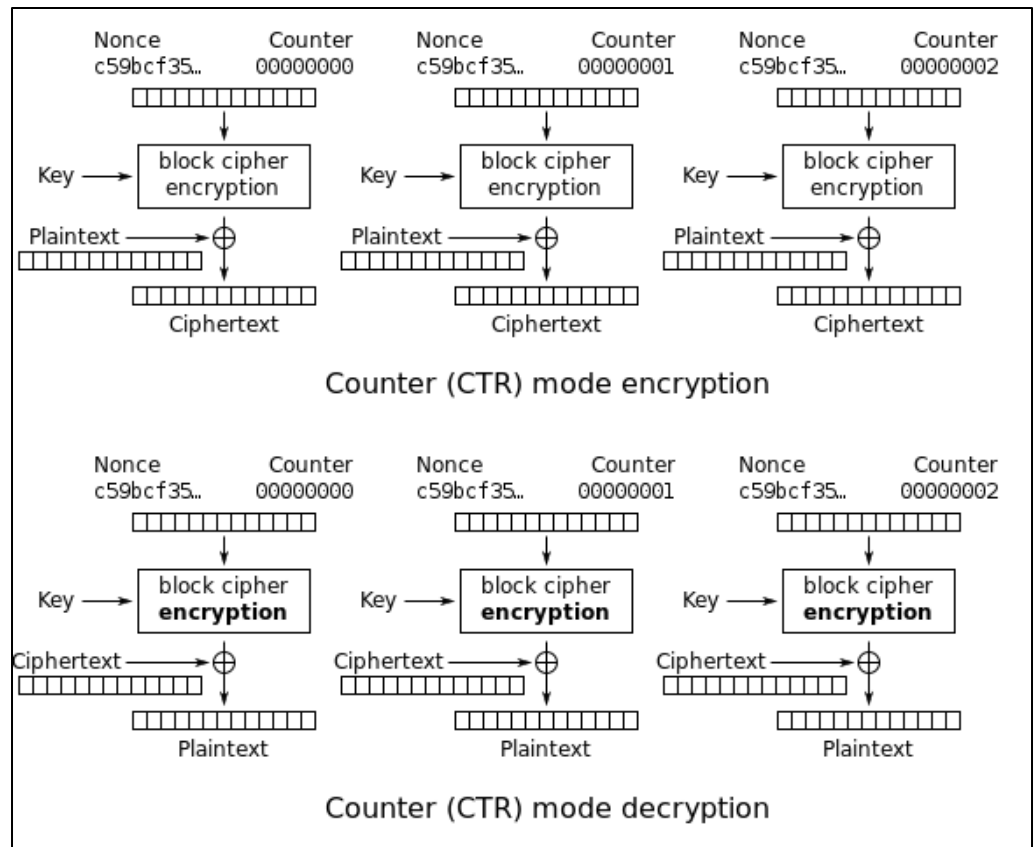 Nonce Counter Nonce Counter Nonce Counter
c59bcf35… 00000000 c59bcf35… 00000001 c59bcf35… 00000002
block cipher block cipher block cipher
Key encryption Key encryption Key encryption
Plaintext Plaintext Plaintext
Ciphertext Ciphertext Ciphertext
Counter (CTR) mode encryption
Nonce Counter Nonce Counter Nonce Counter
c59bcf35… 00000000 c59bcf35… 00000001 c59bcf35… 00000002
block cipher block cipher block cipher
Key encryption Key encryption Key encryption
Ciphertext Ciphertext Ciphertext
Plaintext Plaintext Plaintext
Counter (CTR) mode decryption